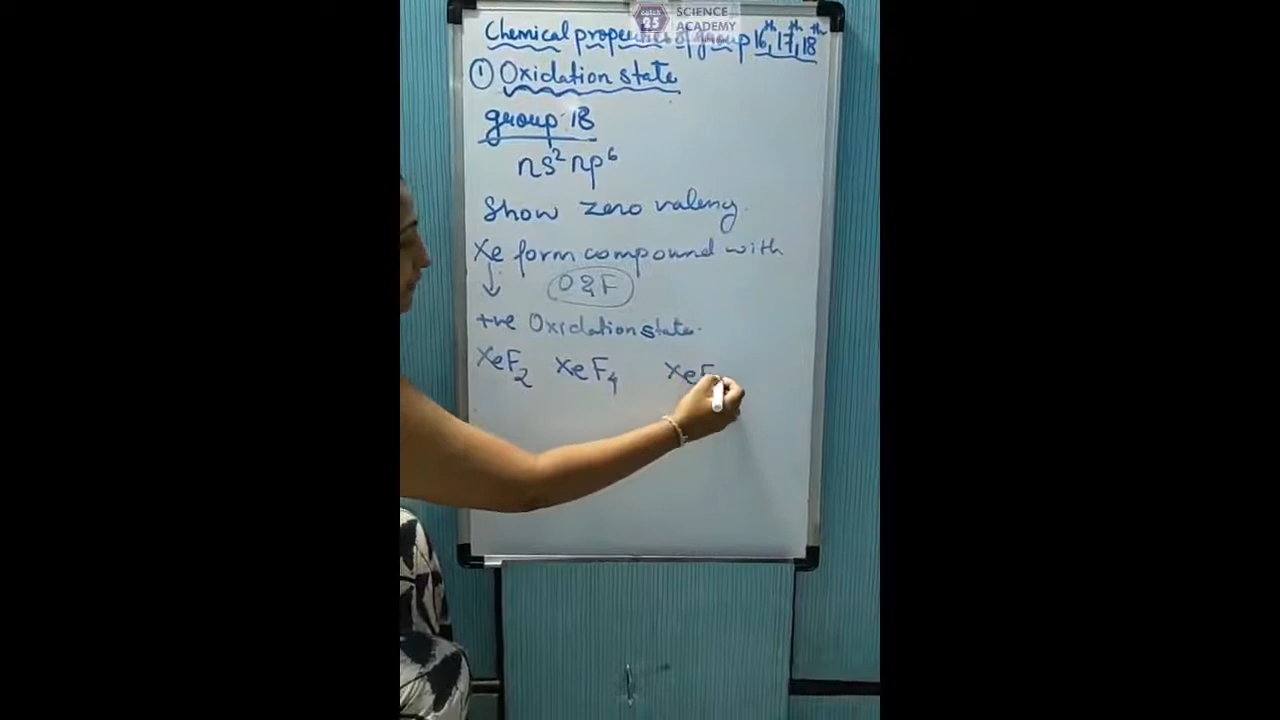 25 SCIENCE ACADEMY
Chemical properties of group 16th, 17th, 18th
① Oxidation state
group 18
ns² np⁶
Show zero valency.
Xe form compound with
↓ O & F
+ve Oxidation state.
XeF₂ XeF₄ XeF